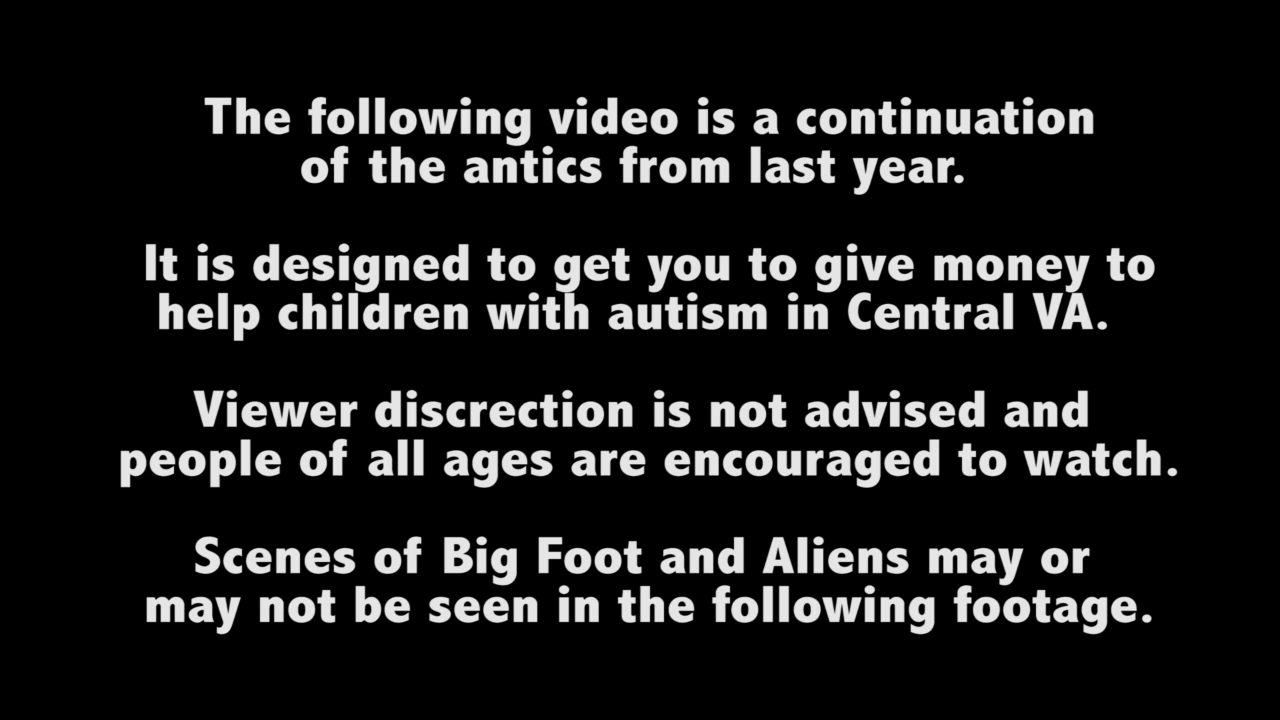 The following video is a continuation
of the antics from last year.
It is designed to get you to give money to
help children with autism in Central VA.
Viewer discrection is not advised and
people of all ages are encouraged to watch.
Scenes of Big Foot and Aliens may or
may not be seen in the following footage.